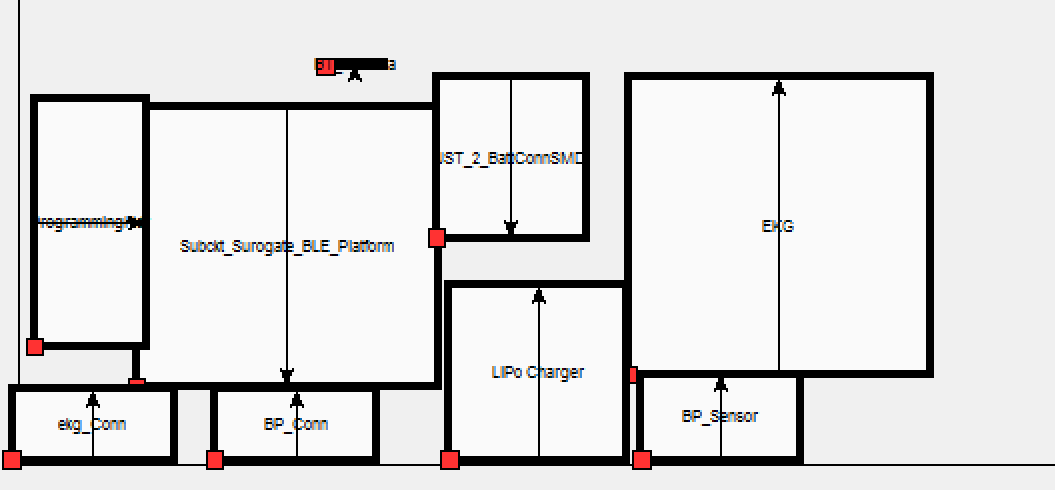 JST_2_BattConnSMD
EKG
Subckt_Surogate_BLE_Platform
LiPo Charger
BP_Sensor
ekg_Conn
BP_Conn